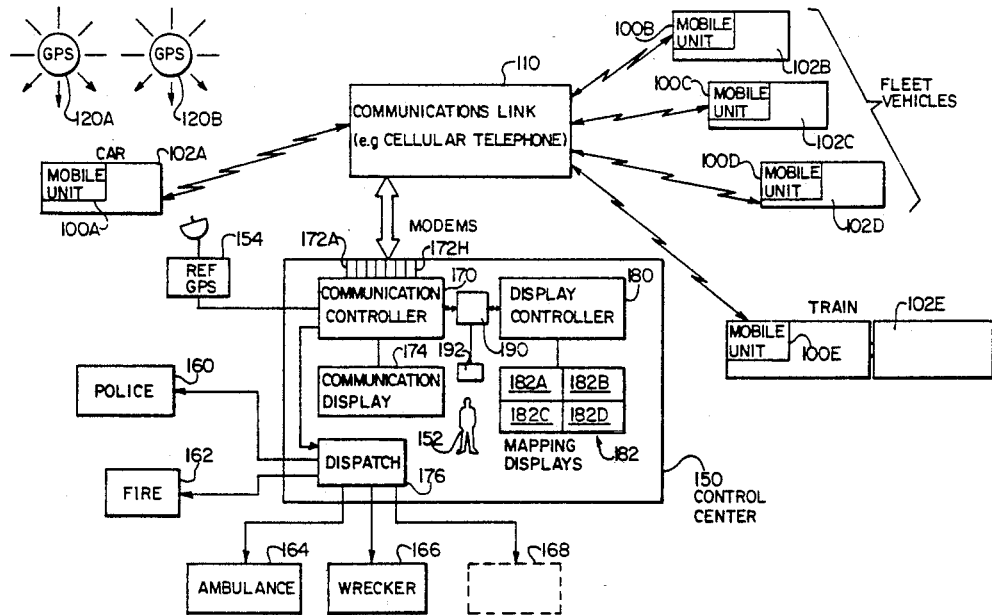 GPS
GPS
120A
120B
110
COMMUNICATIONS LINK
(e.g CELLULAR TELEPHONE)
100B
MOBILE
UNIT
102B
100C
MOBILE
UNIT
102C
100D
MOBILE
UNIT
102D
FLEET
VEHICLES
CAR
102A
MOBILE
UNIT
100A
154
REF
GPS
MODEMS
172A
172H
170
COMMUNICATION
CONTROLLER
180
DISPLAY
CONTROLLER
190
192
174
COMMUNICATION
DISPLAY
182A
182B
182C
182D
MAPPING
DISPLAYS
182
152
TRAIN
102E
MOBILE
UNIT
100E
160
POLICE
162
FIRE
DISPATCH
176
150
CONTROL
CENTER
164
AMBULANCE
166
WRECKER
168